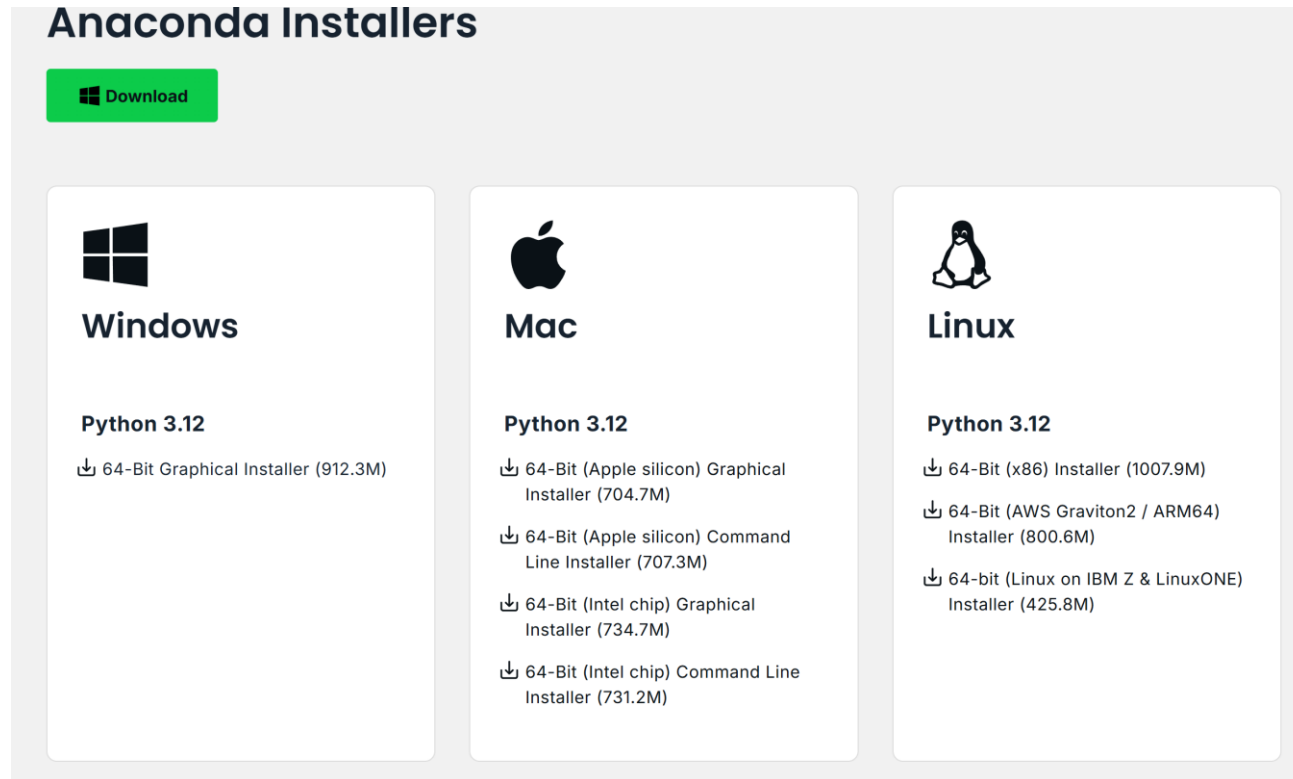 Anaconda Installers
Download
Windows
Python 3.12
64-Bit Graphical Installer (912.3M)
Mac
Python 3.12
64-Bit (Apple silicon) Graphical
Installer (704.7M)
64-Bit (Apple silicon) Command
Line Installer (707.3M)
64-Bit (Intel chip) Graphical
Installer (734.7M)
64-Bit (Intel chip) Command Line
Installer (731.2M)
Linux
Python 3.12
64-Bit (x86) Installer (1007.9M)
64-Bit (AWS Graviton2 / ARM64)
Installer (800.6M)
64-bit (Linux on IBM Z & LinuxONE)
Installer (425.8M)